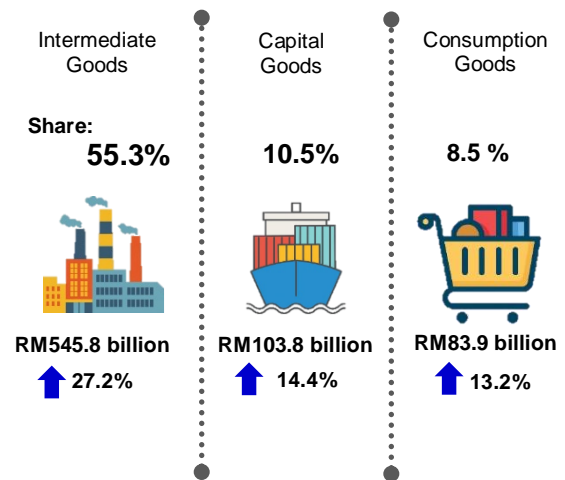 Intermediate
Goods
Capital
Goods
Consumption
Goods
Share:
55.3%
10.5%
8.5 %
RM545.8 billion
27.2%
RM103.8 billion
14.4%
RM83.9 billion
13.2%